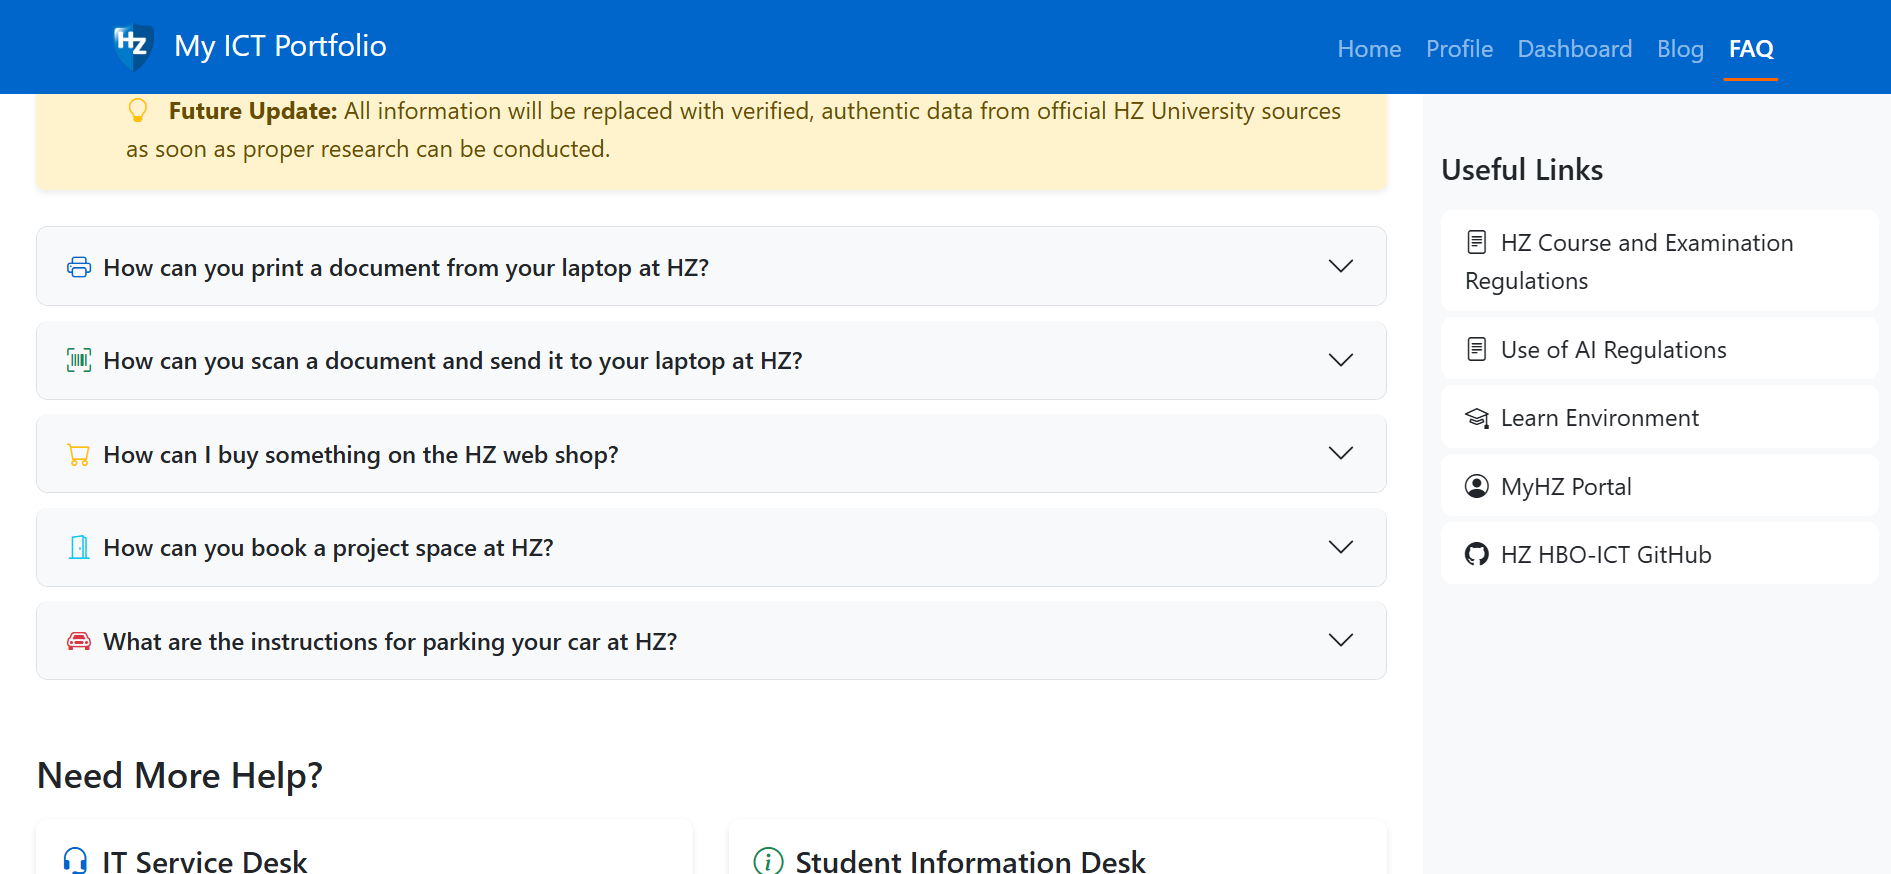 HZ
My ICT Portfolio
Home
Profile
Dashboard
Blog
FAQ
Future Update: All information will be replaced with verified, authentic data from official HZ University sources
as soon as proper research can be conducted.
How can you print a document from your laptop at HZ?
How can you scan a document and send it to your laptop at HZ?
How can I buy something on the HZ web shop?
How can you book a project space at HZ?
What are the instructions for parking your car at HZ?
Need More Help?
IT Service Desk
Student Information Desk
Useful Links
HZ Course and Examination
Regulations
Use of AI Regulations
Learn Environment
MyHZ Portal
HZ HBO-ICT GitHub